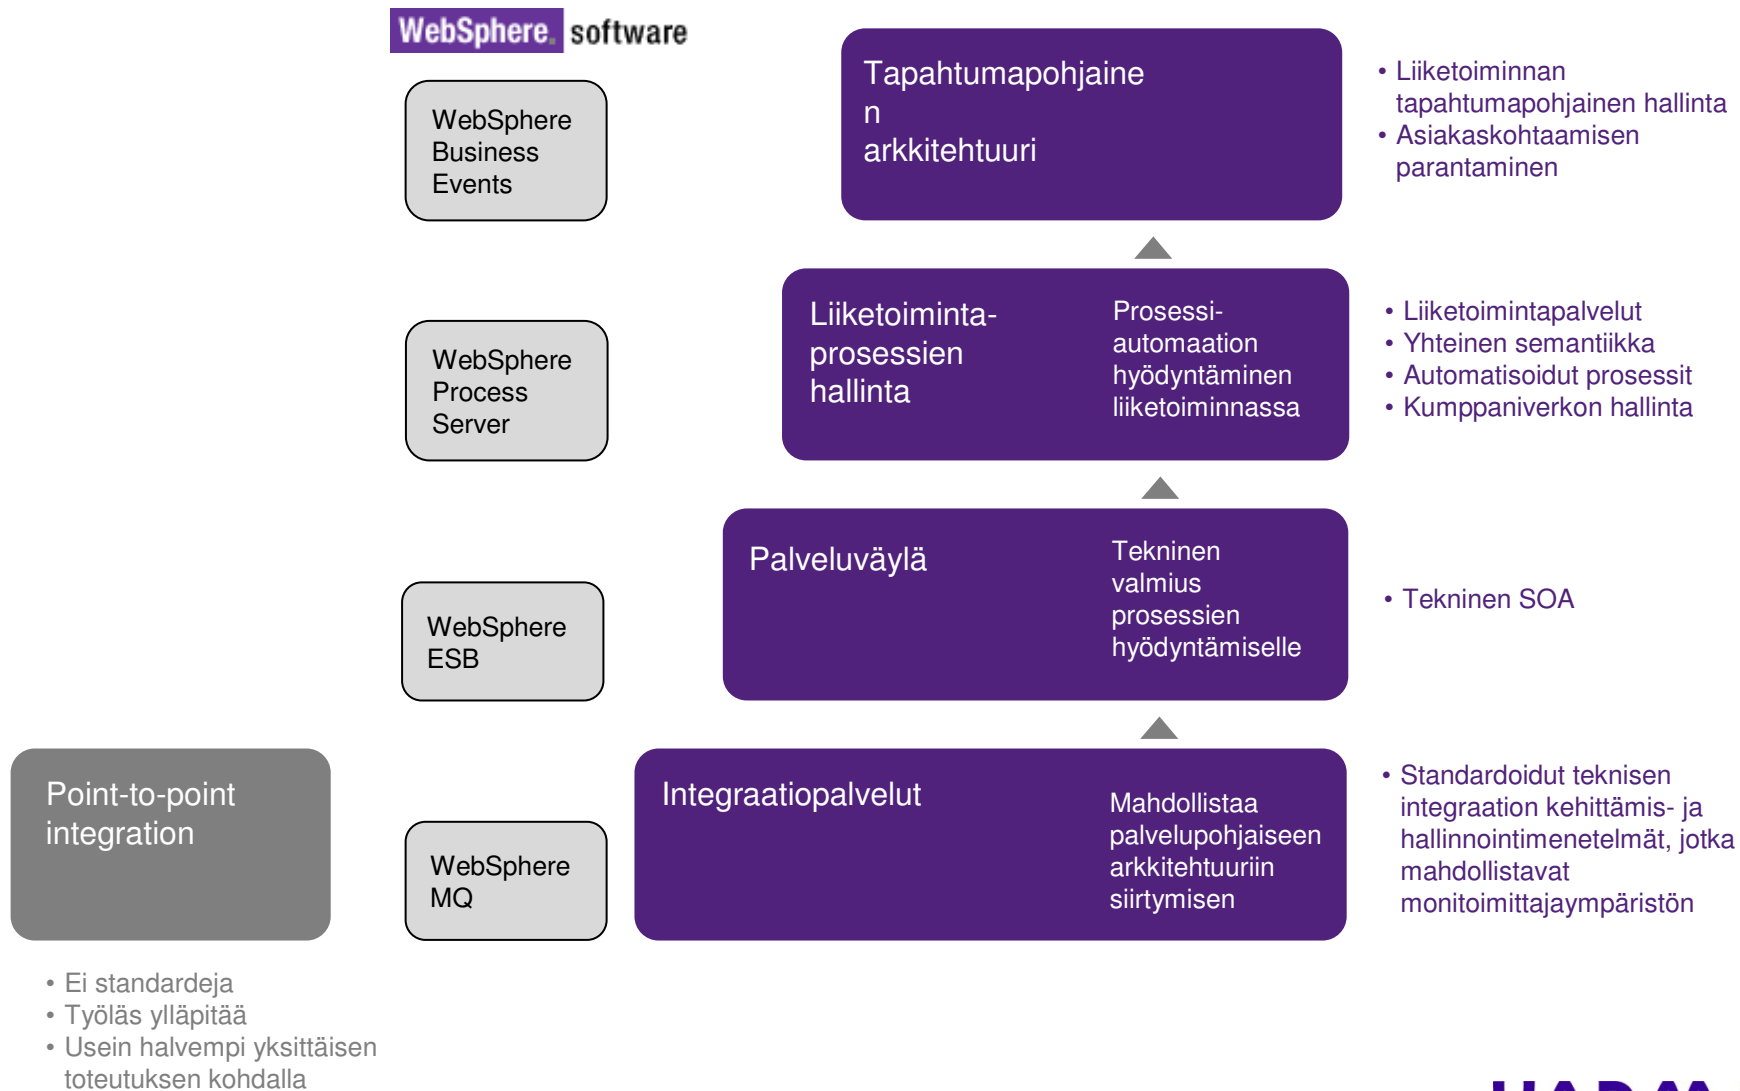 WebSphere. software
WebSphere
Business
Events
Tapahtumapohjaine
n
arkkitehtuuri
• Liiketoiminnan
tapahtumapohjainen hallinta
• Asiakaskohtaamisen
parantaminen
WebSphere
Process
Server
Liiketoiminta-
prosessien
hallinta
Prosessi-
automaation
hyödyntäminen
liiketoiminnassa
• Liiketoimintapalvelut
• Yhteinen semantiikka
• Automatisoidut prosessit
• Kumppaniverkon hallinta
WebSphere
ESB
Palveluväylä
Tekninen
valmius
prosessien
hyödyntämiselle
• Tekninen SOA
Point-to-point
integration
WebSphere
MQ
Integraatiopalvelut
Mahdollistaa
palvelupohjaiseen
arkkitehtuuriin
siirtymisen
• Standardoidut teknisen
integraation kehittämis- ja
hallinnointimenetelmät, jotka
mahdollistavat
monitoimittajaympäristön
• Ei standardeja
• Työläs ylläpitää
• Usein halvempi yksittäisen
toteutuksen kohdalla